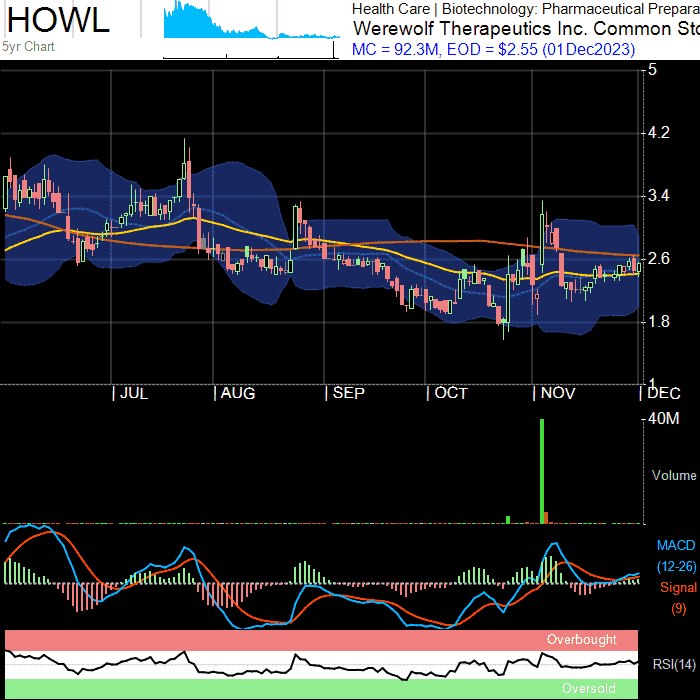 HOWL
5yr Chart
Health Care | Biotechnology: Pharmaceutical Prepara
Werewolf Therapeutics Inc. Common Sto
MC = 92.3M, EOD = $2.55 (01Dec2023)
5
4.2
3.4
2.6
1.8
1
| JUL | AUG | SEP | OCT | NOV | DEC
40M
Volume
MACD
(12-26)
Signal
(9)
Overbought
RSI(14)
Oversold